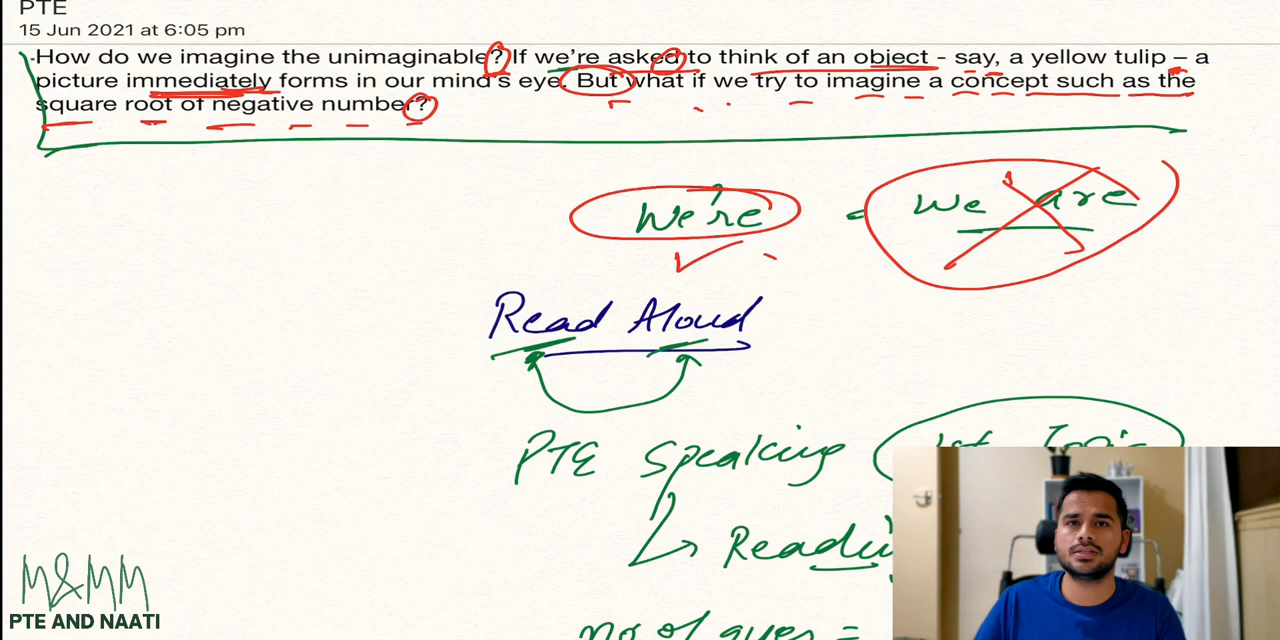 PTE
15 Jun 2021 at 6:05 pm
How do we imagine the unimaginable? If we're asked to think of an object - say, a yellow tulip – a
picture immediately forms in our mind's eye. But what if we try to imagine a concept such as the
square root of negative number?
We're = We are
Read Aloud
PTE Speaking
no of ques =
M&MM
PTE AND NAATI